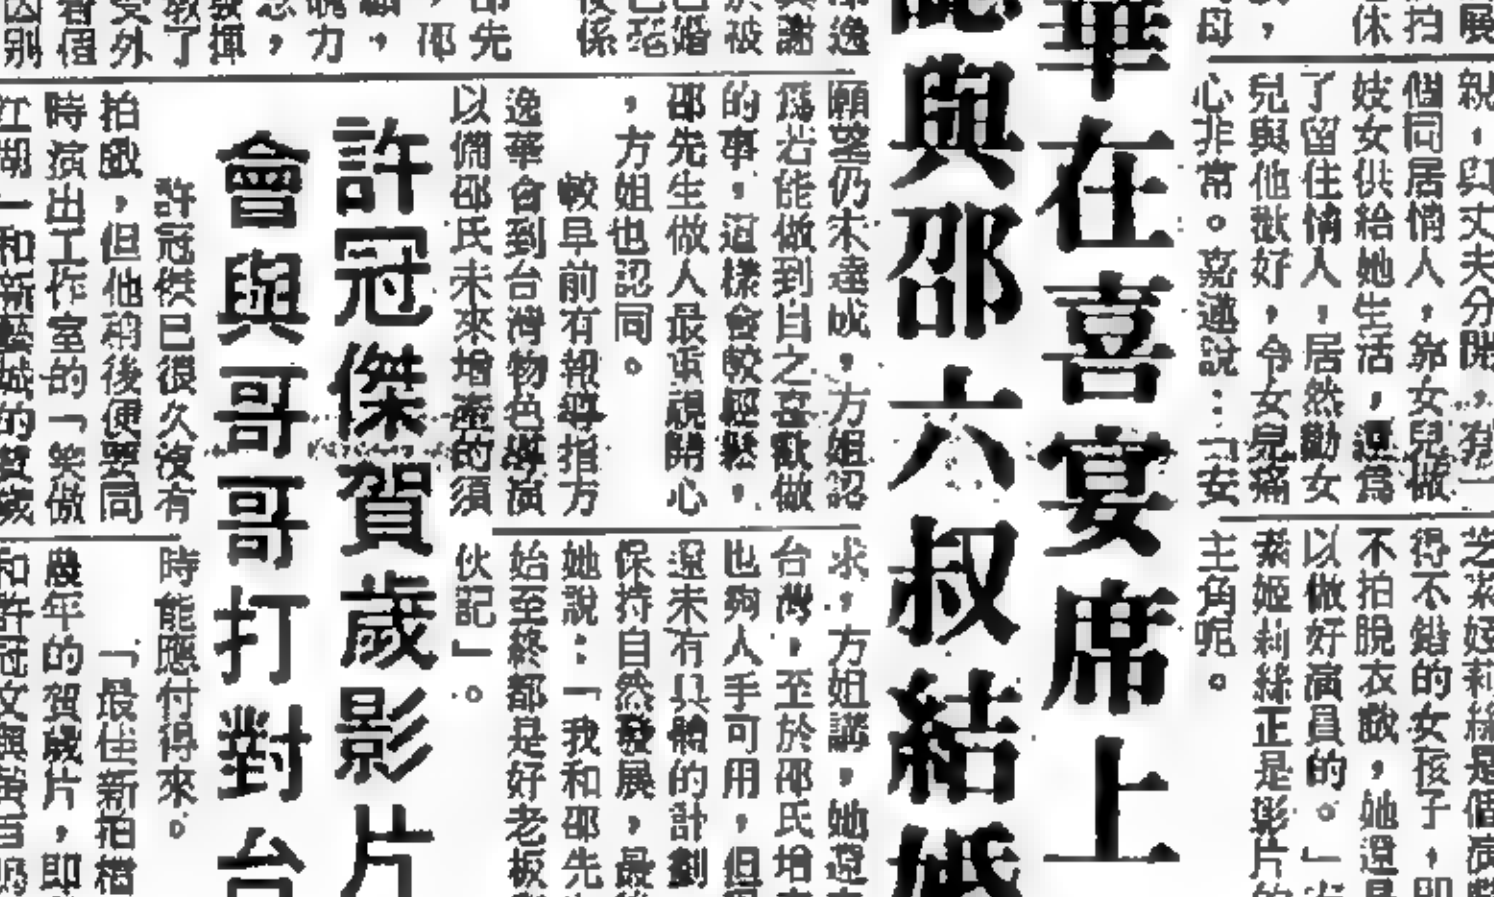 親，與丈夫分開，
個同居情人，靠女兒做
妓女供給她生活，還為
了留住情人，居然勸女
兒與他歡好，令女兒痛
心非常。嘉蓮說：「安
得不錯的女孩子，即
不拍脫衣戲，她還是
以做好演員的。」
素姬莉絲正是影片的
主角呢。
華在喜宴席上
與邵六叔結婚
願望仍未達成，方姐認
為若能做到自己喜歡做
的事，這樣會較輕鬆，
邵先生做人最重視開心
，方姐也認同。
較早前有報導指方
逸華會到台灣物色導演
以備邵氏未來增產的須
求，方姐講，她還
台灣，至於邵氏增
也夠人手可用，但
還未有具體的計劃
保持自然發展，最
她說：「我和邵先
始至終都是好老板
伙記」。
許冠傑賀歲影片
會與哥哥打對台
許冠傑已很久沒有
拍戲，但他稍後便要同
時演出工作室的「笑傲
江湖」和新藝城的賀歲
時能應付得來。
「最佳新拍檔
幾年的賀歲片，即
和許冠文與黃百鳴